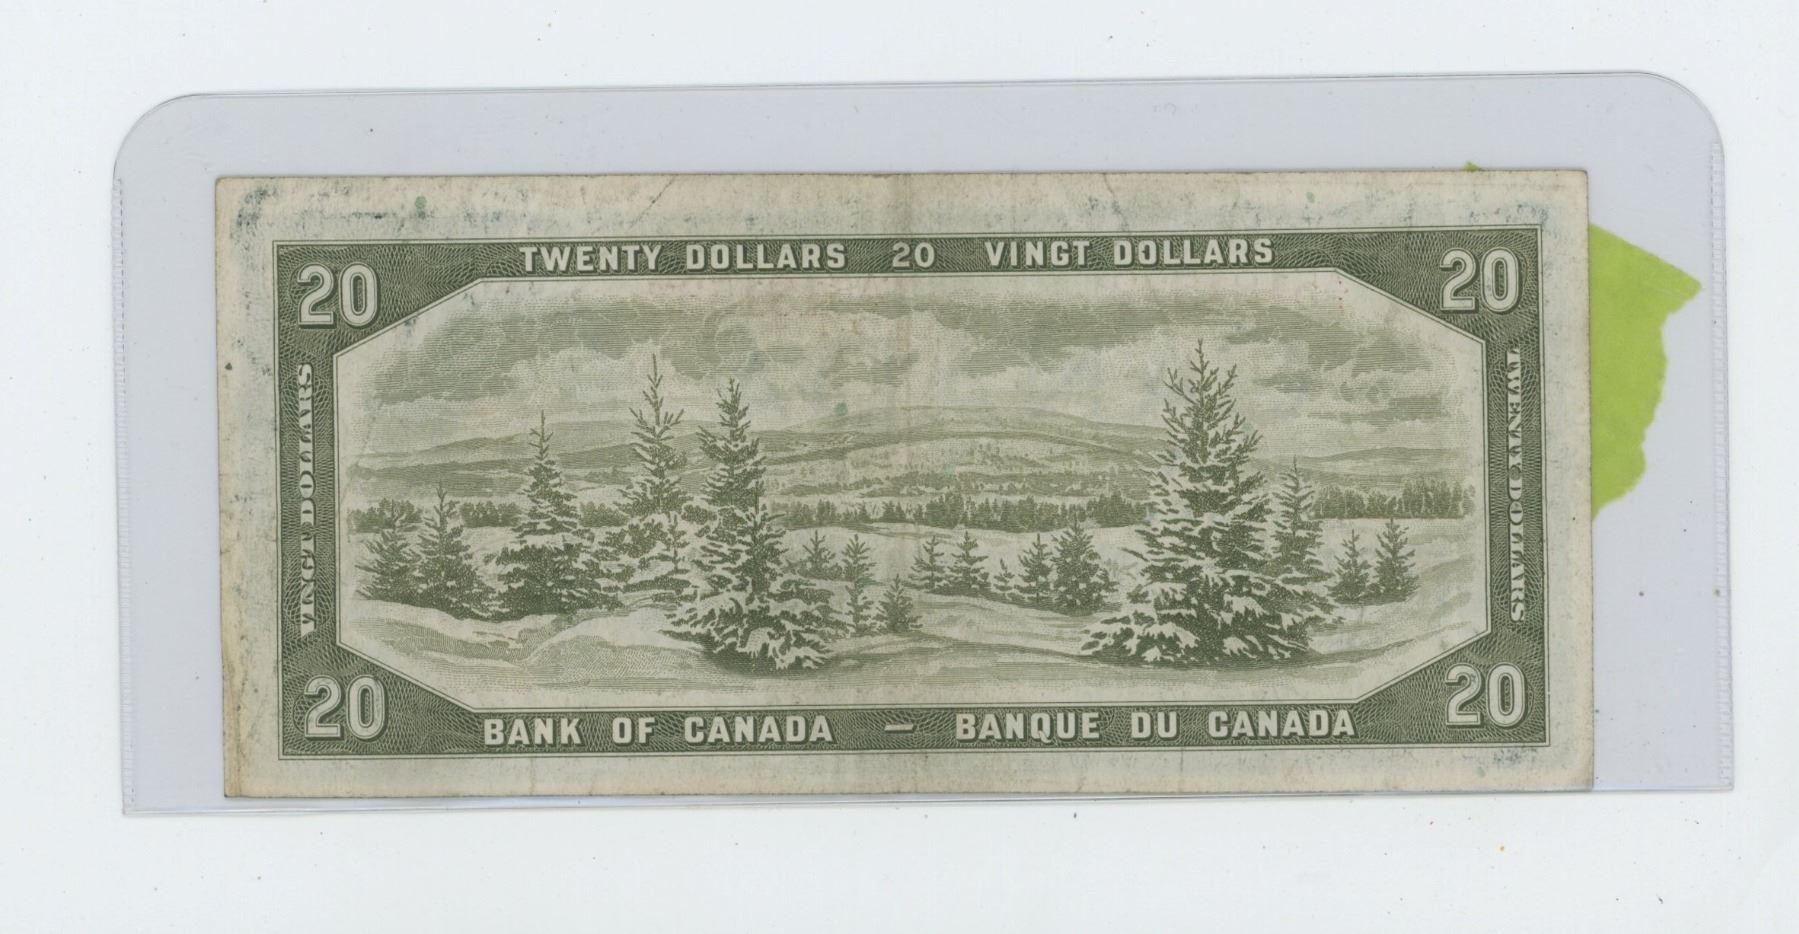 TWENTY DOLLARS 20 VINGT DOLLARS
20
20
VINGT DOLLARS
TWENTY DOLLARS
20
20
BANK OF CANADA – BANQUE DU CANADA